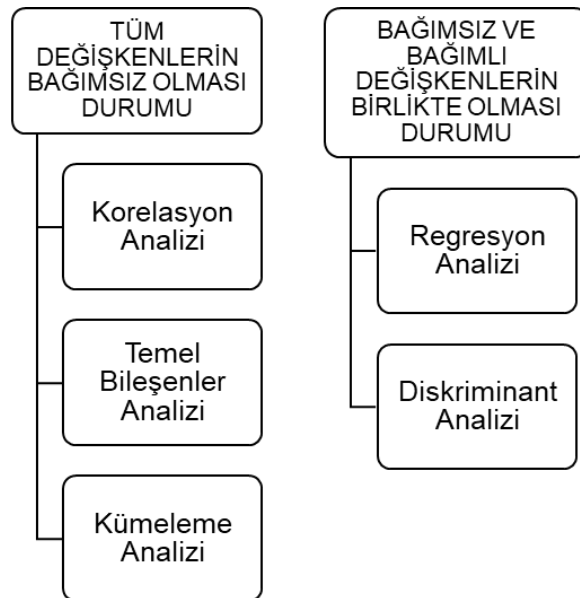 TÜM
DEĞİŞKENLERİN
BAĞIMSIZ OLMASI
DURUMU
Korelasyon
Analizi
Temel
Bileşenler
Analizi
Kümeleme
Analizi
BAĞIMSIZ VE
BAĞIMLI
DEĞİŞKENLERİN
BİRLİKTE OLMASI
DURUMU
Regresyon
Analizi
Diskriminant
Analizi